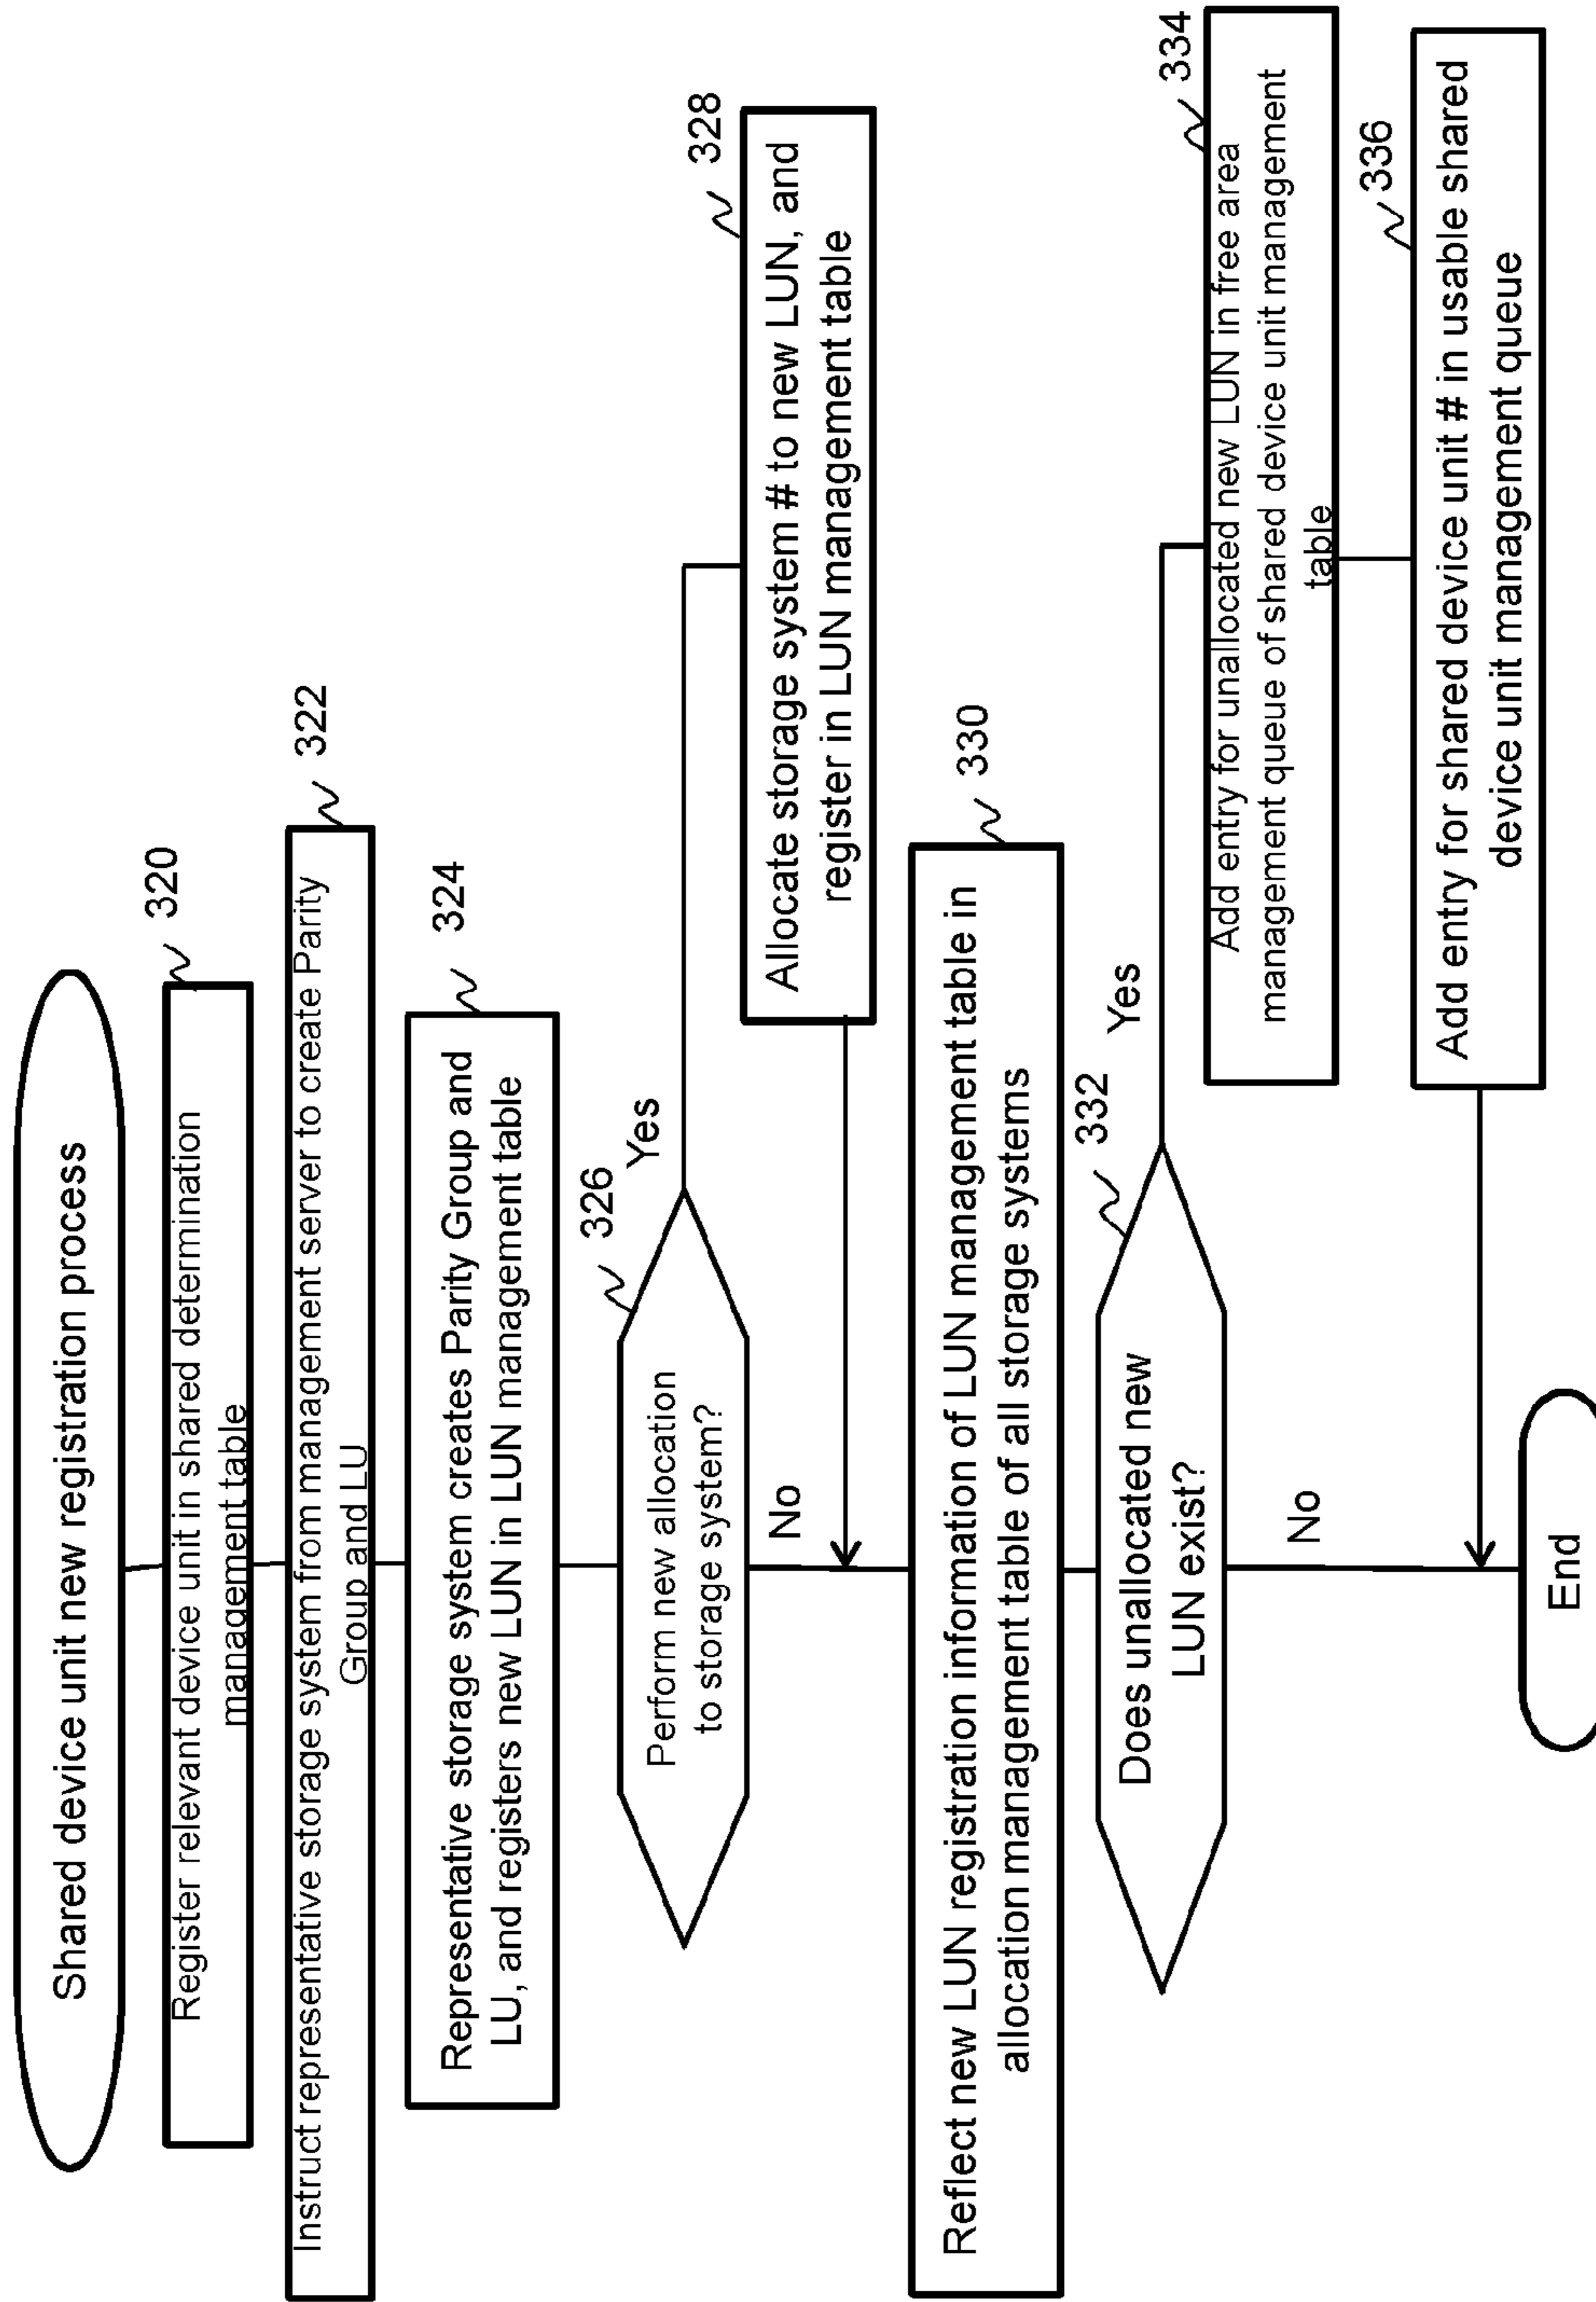 Shared device unit new registration process
320
Register relevant device unit in shared determination
management table
322
Instruct representative storage system from management server to create Parity
Group and LU
324
Representative storage system creates Parity Group and
LU, and registers new LUN in LUN management table
326
Yes
Perform new allocation
to storage system?
No
328
Allocate storage system # to new LUN, and
register in LUN management table
330
Reflect new LUN registration information of LUN management table in
allocation management table of all storage systems
332
Yes
Does unallocated new
LUN exist?
No
334
Add entry for unallocated new LUN in free area
management queue of shared device unit management
table
336
Add entry for shared device unit # in usable shared
device unit management queue
End